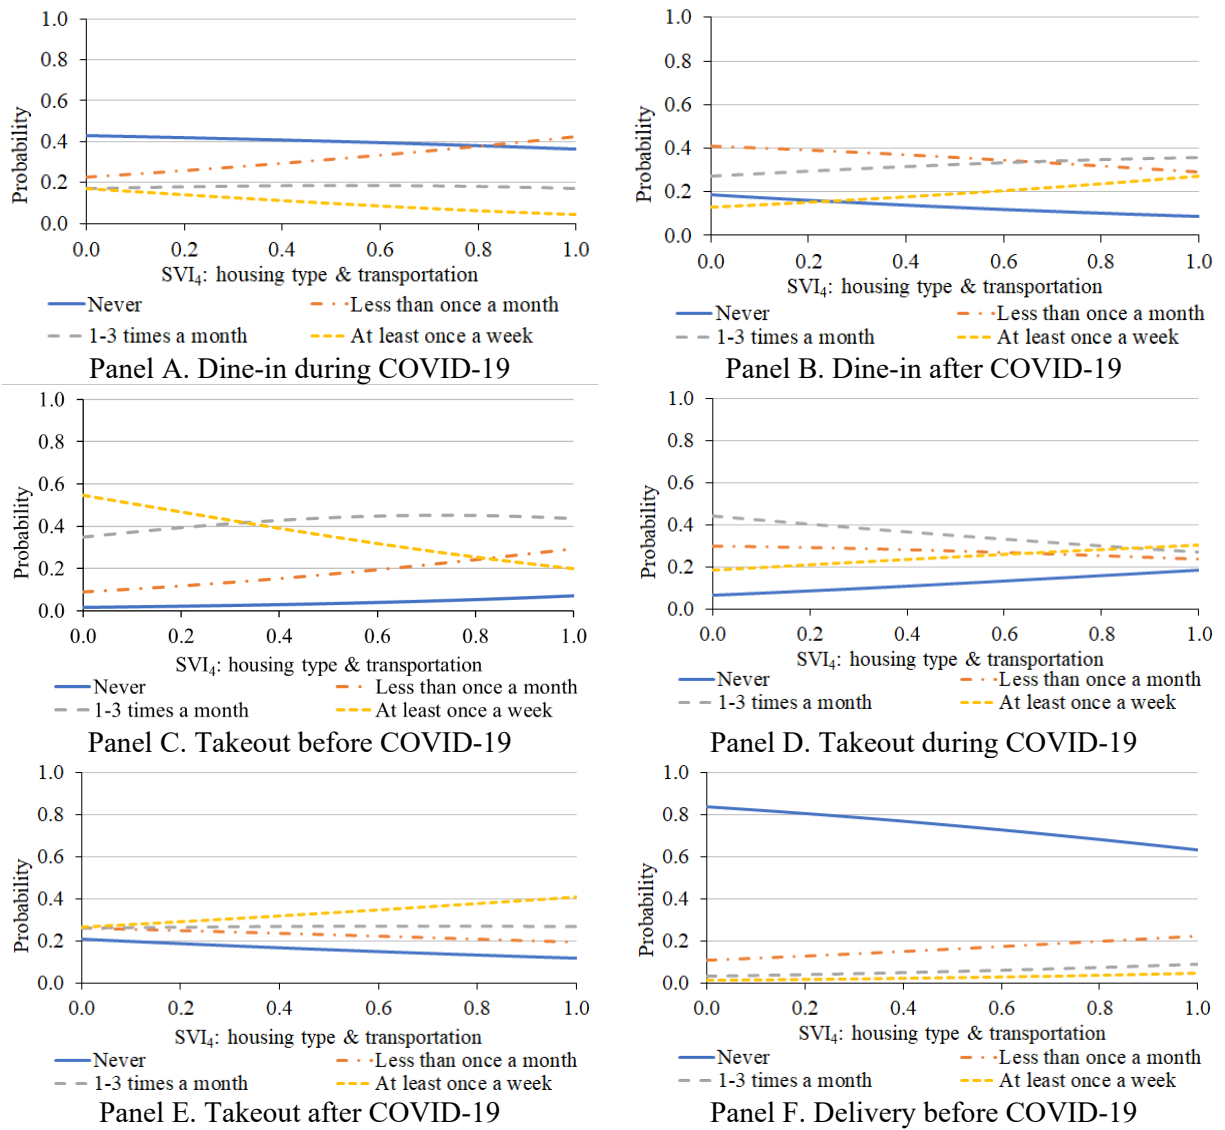 1.0
0.8
0.6
0.4
0.2
0.0
Probability
0.0 0.2 0.4 0.6 0.8 1.0
SVI₄: housing type & transportation
Never Less than once a month
1-3 times a month At least once a week
Panel A. Dine-in during COVID-19
1.0
0.8
0.6
0.4
0.2
0.0
Probability
0.0 0.2 0.4 0.6 0.8 1.0
SVI₄: housing type & transportation
Never Less than once a month
1-3 times a month At least once a week
Panel B. Dine-in after COVID-19
1.0
0.8
0.6
0.4
0.2
0.0
Probability
0.0 0.2 0.4 0.6 0.8 1.0
SVI₄: housing type & transportation
Never Less than once a month
1-3 times a month At least once a week
Panel C. Takeout before COVID-19
1.0
0.8
0.6
0.4
0.2
0.0
Probability
0.0 0.2 0.4 0.6 0.8 1.0
SVI₄: housing type & transportation
Never Less than once a month
1-3 times a month At least once a week
Panel D. Takeout during COVID-19
1.0
0.8
0.6
0.4
0.2
0.0
Probability
0.0 0.2 0.4 0.6 0.8 1.0
SVI₄: housing type & transportation
Never Less than once a month
1-3 times a month At least once a week
Panel E. Takeout after COVID-19
1.0
0.8
0.6
0.4
0.2
0.0
Probability
0.0 0.2 0.4 0.6 0.8 1.0
SVI₄: housing type & transportation
Never Less than once a month
1-3 times a month At least once a week
Panel F. Delivery before COVID-19